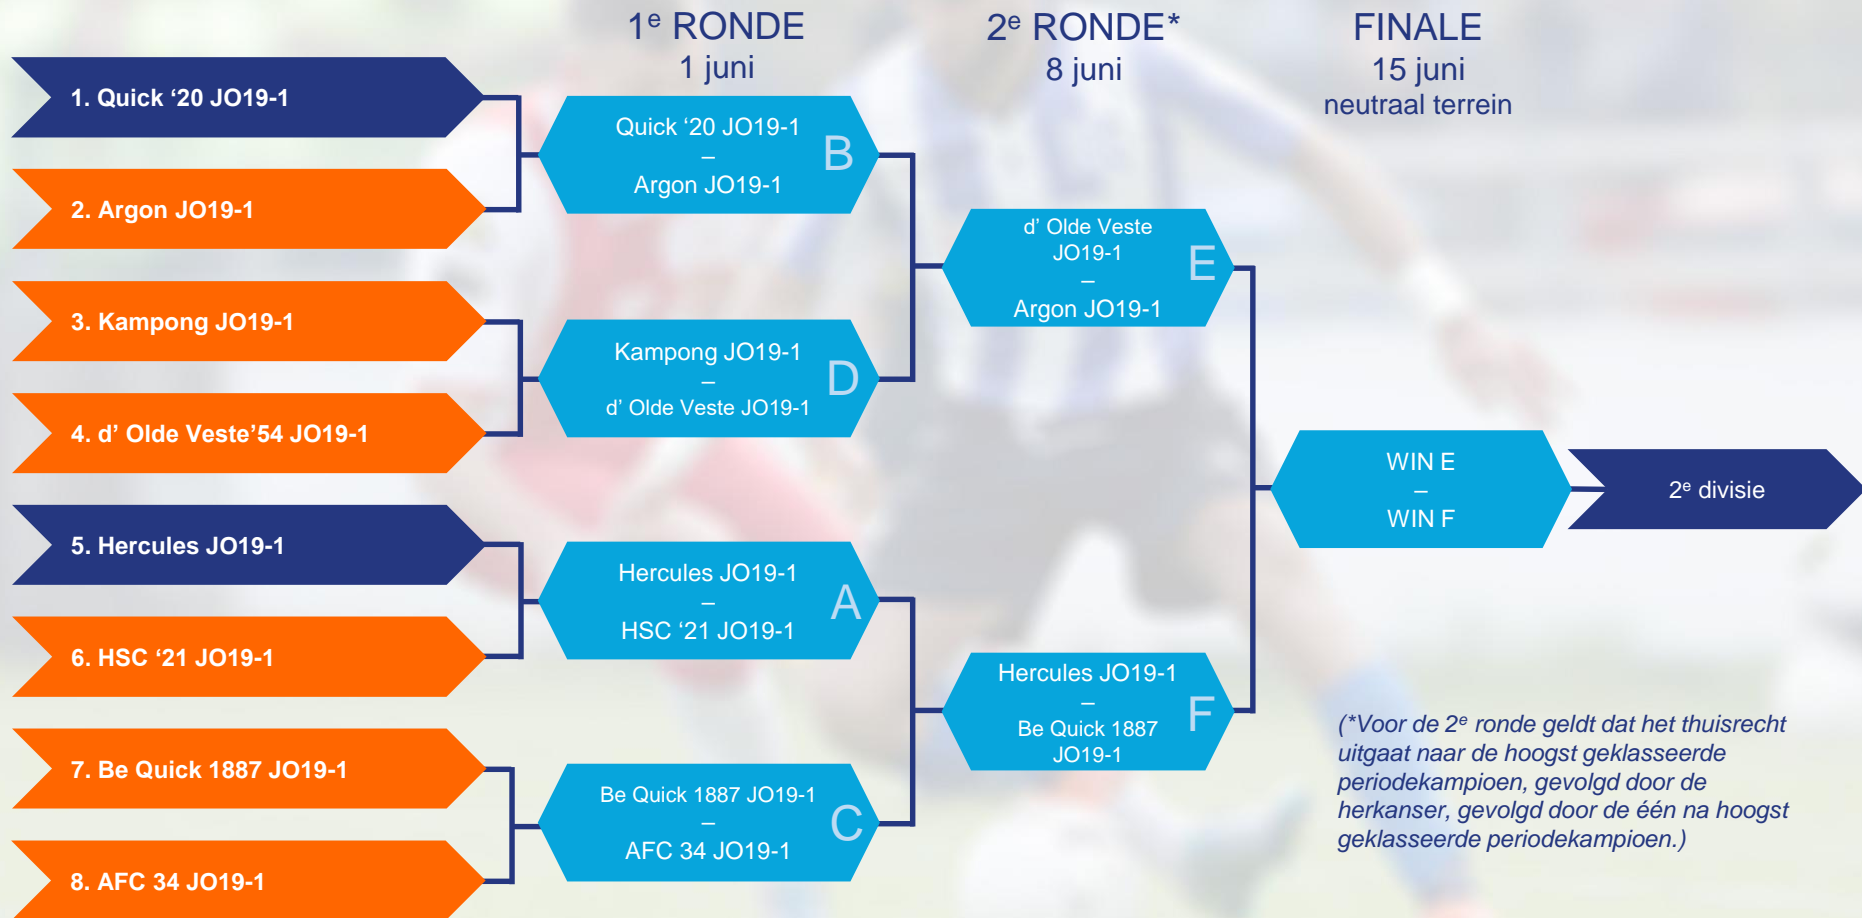 1e RONDE
1 juni
2e RONDE*
8 juni
FINALE
15 juni
neutraal terrein
1. Quick ‘20 JO19-1
2. Argon JO19-1
3. Kampong JO19-1
4. d’ Olde Veste’54 JO19-1
5. Hercules JO19-1
6. HSC ‘21 JO19-1
7. Be Quick 1887 JO19-1
8. AFC 34 JO19-1
Quick ‘20 JO19-1
–
Argon JO19-1
B
Kampong JO19-1
–
d’ Olde Veste JO19-1
D
Hercules JO19-1
–
HSC ‘21 JO19-1
A
Be Quick 1887 JO19-1
–
AFC 34 JO19-1
C
d’ Olde Veste
JO19-1
–
Argon JO19-1
E
Hercules JO19-1
–
Be Quick 1887
JO19-1
F
WIN E
–
WIN F
2e divisie
(*Voor de 2e ronde geldt dat het thuisrecht
uitgaat naar de hoogst geklasseerde
periodekampioen, gevolgd door de
herkanser, gevolgd door de één na hoogst
geklasseerde periodekampioen.)